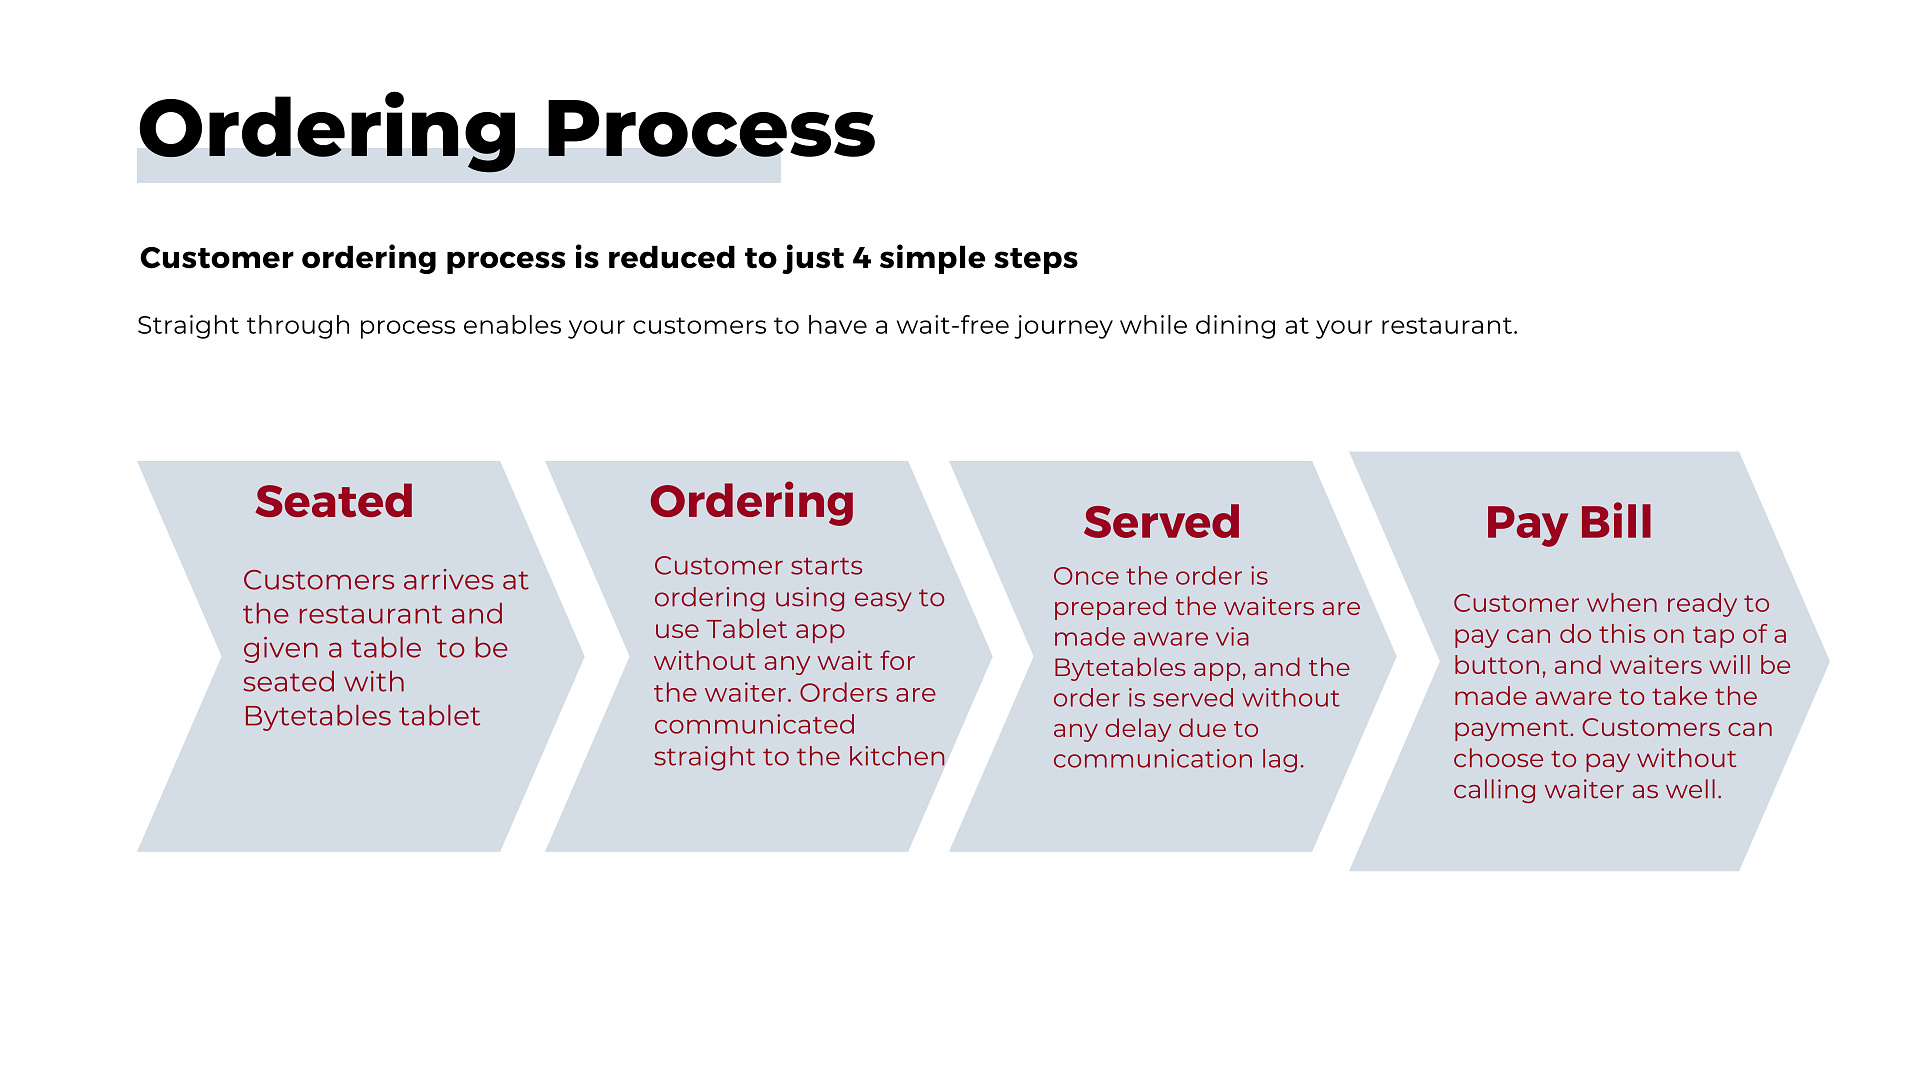 Ordering Process
Customer ordering process is reduced to just 4 simple steps
Straight through process enables your customers to have a wait-free journey while dining at your restaurant.
Seated
Customers arrives at
the restaurant and
given a table  to be
seated with
Bytetables tablet
Ordering
Customer starts
ordering using easy to
use Tablet app
without any wait for
the waiter. Orders are
communicated
straight to the kitchen
Served
Once the order is
prepared the waiters are
made aware via
Bytetables app, and the
order is served without
any delay due to
communication lag.
Pay Bill
Customer when ready to
pay can do this on tap of a
button, and waiters will be
made aware to take the
payment. Customers can
choose to pay without
calling waiter as well.